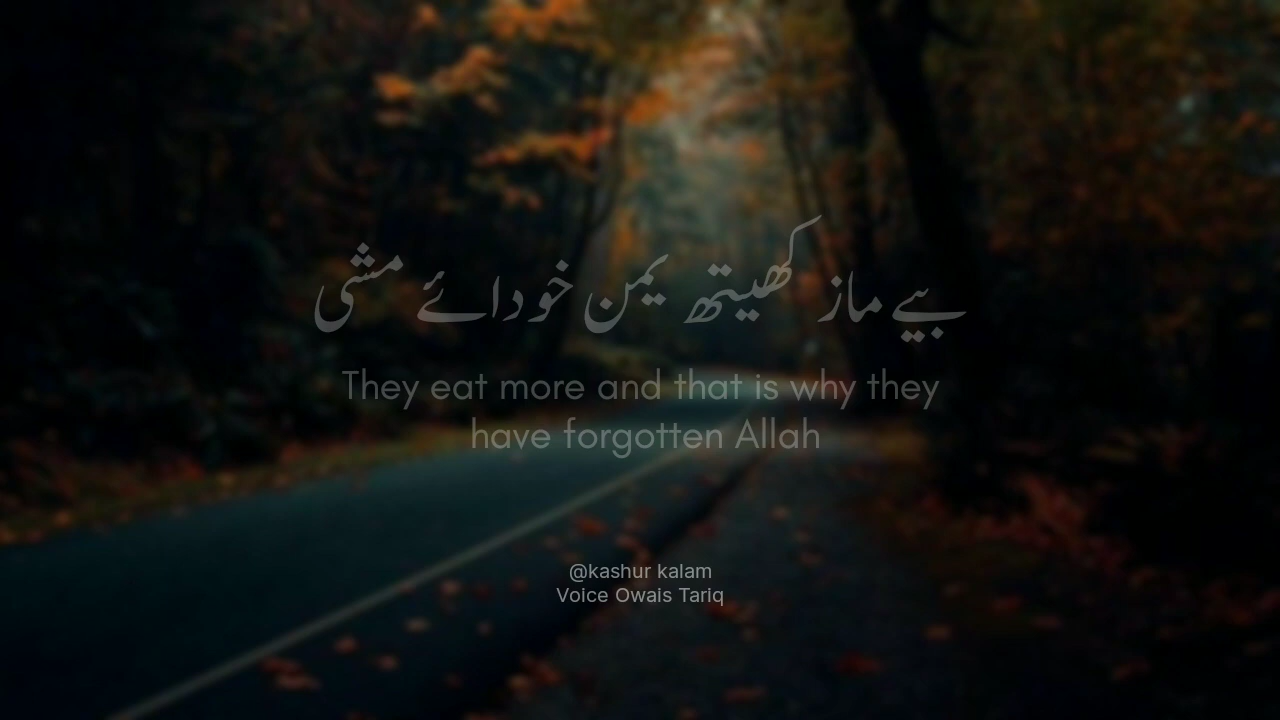 بیے ماز کھیتھ یمن خودائے مشی
They eat more and that is why they
have forgotten Allah
@kashur kalam
Voice Owais Tariq